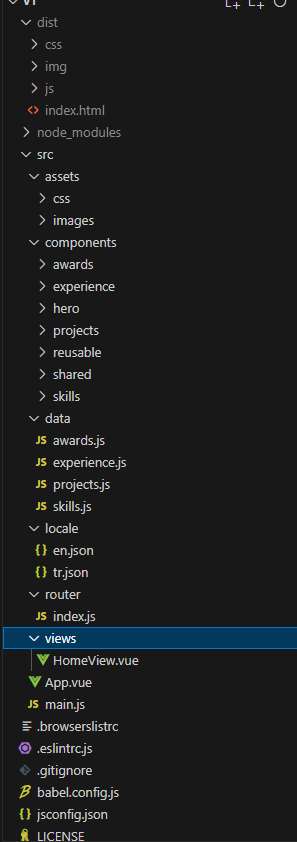 dist
css
img
js
<> index.html
node_modules
src
assets
css
images
components
awards
experience
hero
projects
reusable
shared
skills
data
JS awards.js
JS experience.js
JS projects.js
JS skills.js
locale
{} en.json
{} tr.json
router
JS index.js
views
HomeView.vue
App.vue
JS main.js
.browserslistrc
.eslintrc.js
.gitignore
babel.config.js
{} jsconfig.json
LICENSE